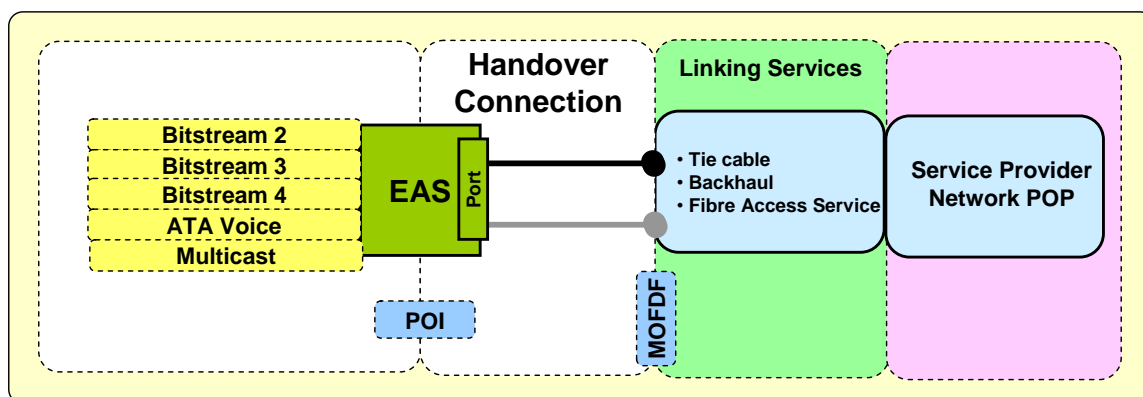 Handover
Connection
Linking Services
Bitstream 2
Bitstream 3
Bitstream 4
ATA Voice
Multicast
EAS
Port
• Tie cable
• Backhaul
• Fibre Access Service
Service Provider
Network POP
POI
MOFDF